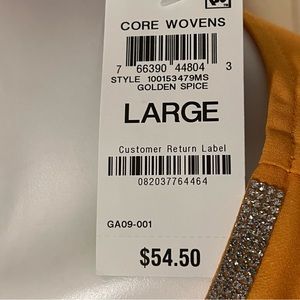 CORE WOVENS
7 66390 44804 3
STYLE 100153479MS
GOLDEN SPICE
LARGE
Customer Return Label
082037764464
GA09-001
$54.50